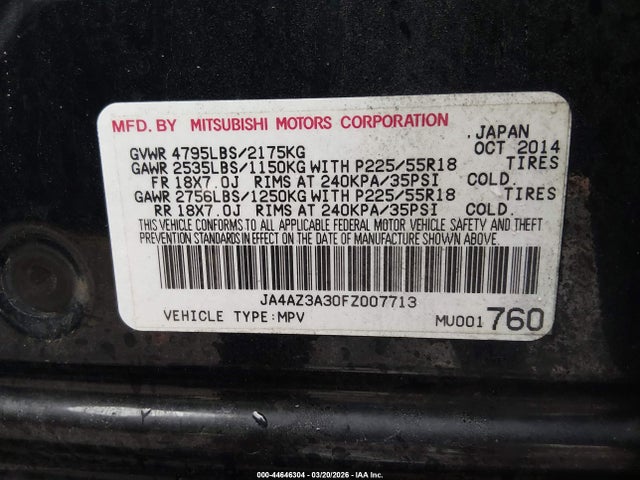 MFD. BY MITSUBISHI MOTORS CORPORATION
, JAPAN
GVWR 4795LBS/2175KG OCT 2014
GAWR 2535LBS/1150KG WITH P225/55R18 TIRES
FR 18X7.0J RIMS AT 240KPA/35PSI COLD.
GAWR 2756LBS/1250KG WITH P225/55R18 TIRES
RR 18X7.0J RIMS AT 240KPA/35PSI COLD.
THIS VEHICLE CONFORMS TO ALL APPLICABLE FEDERAL MOTOR VEHICLE SAFETY AND THEFT
PREVENTION STANDARDS IN EFFECT ON THE DATE OF MANUFACTURE SHOWN ABOVE.
JA4AZ3A30FZ007713
VEHICLE TYPE:MPV MU001 760
000-44646304 | 03/20/2026 - IAA Inc.